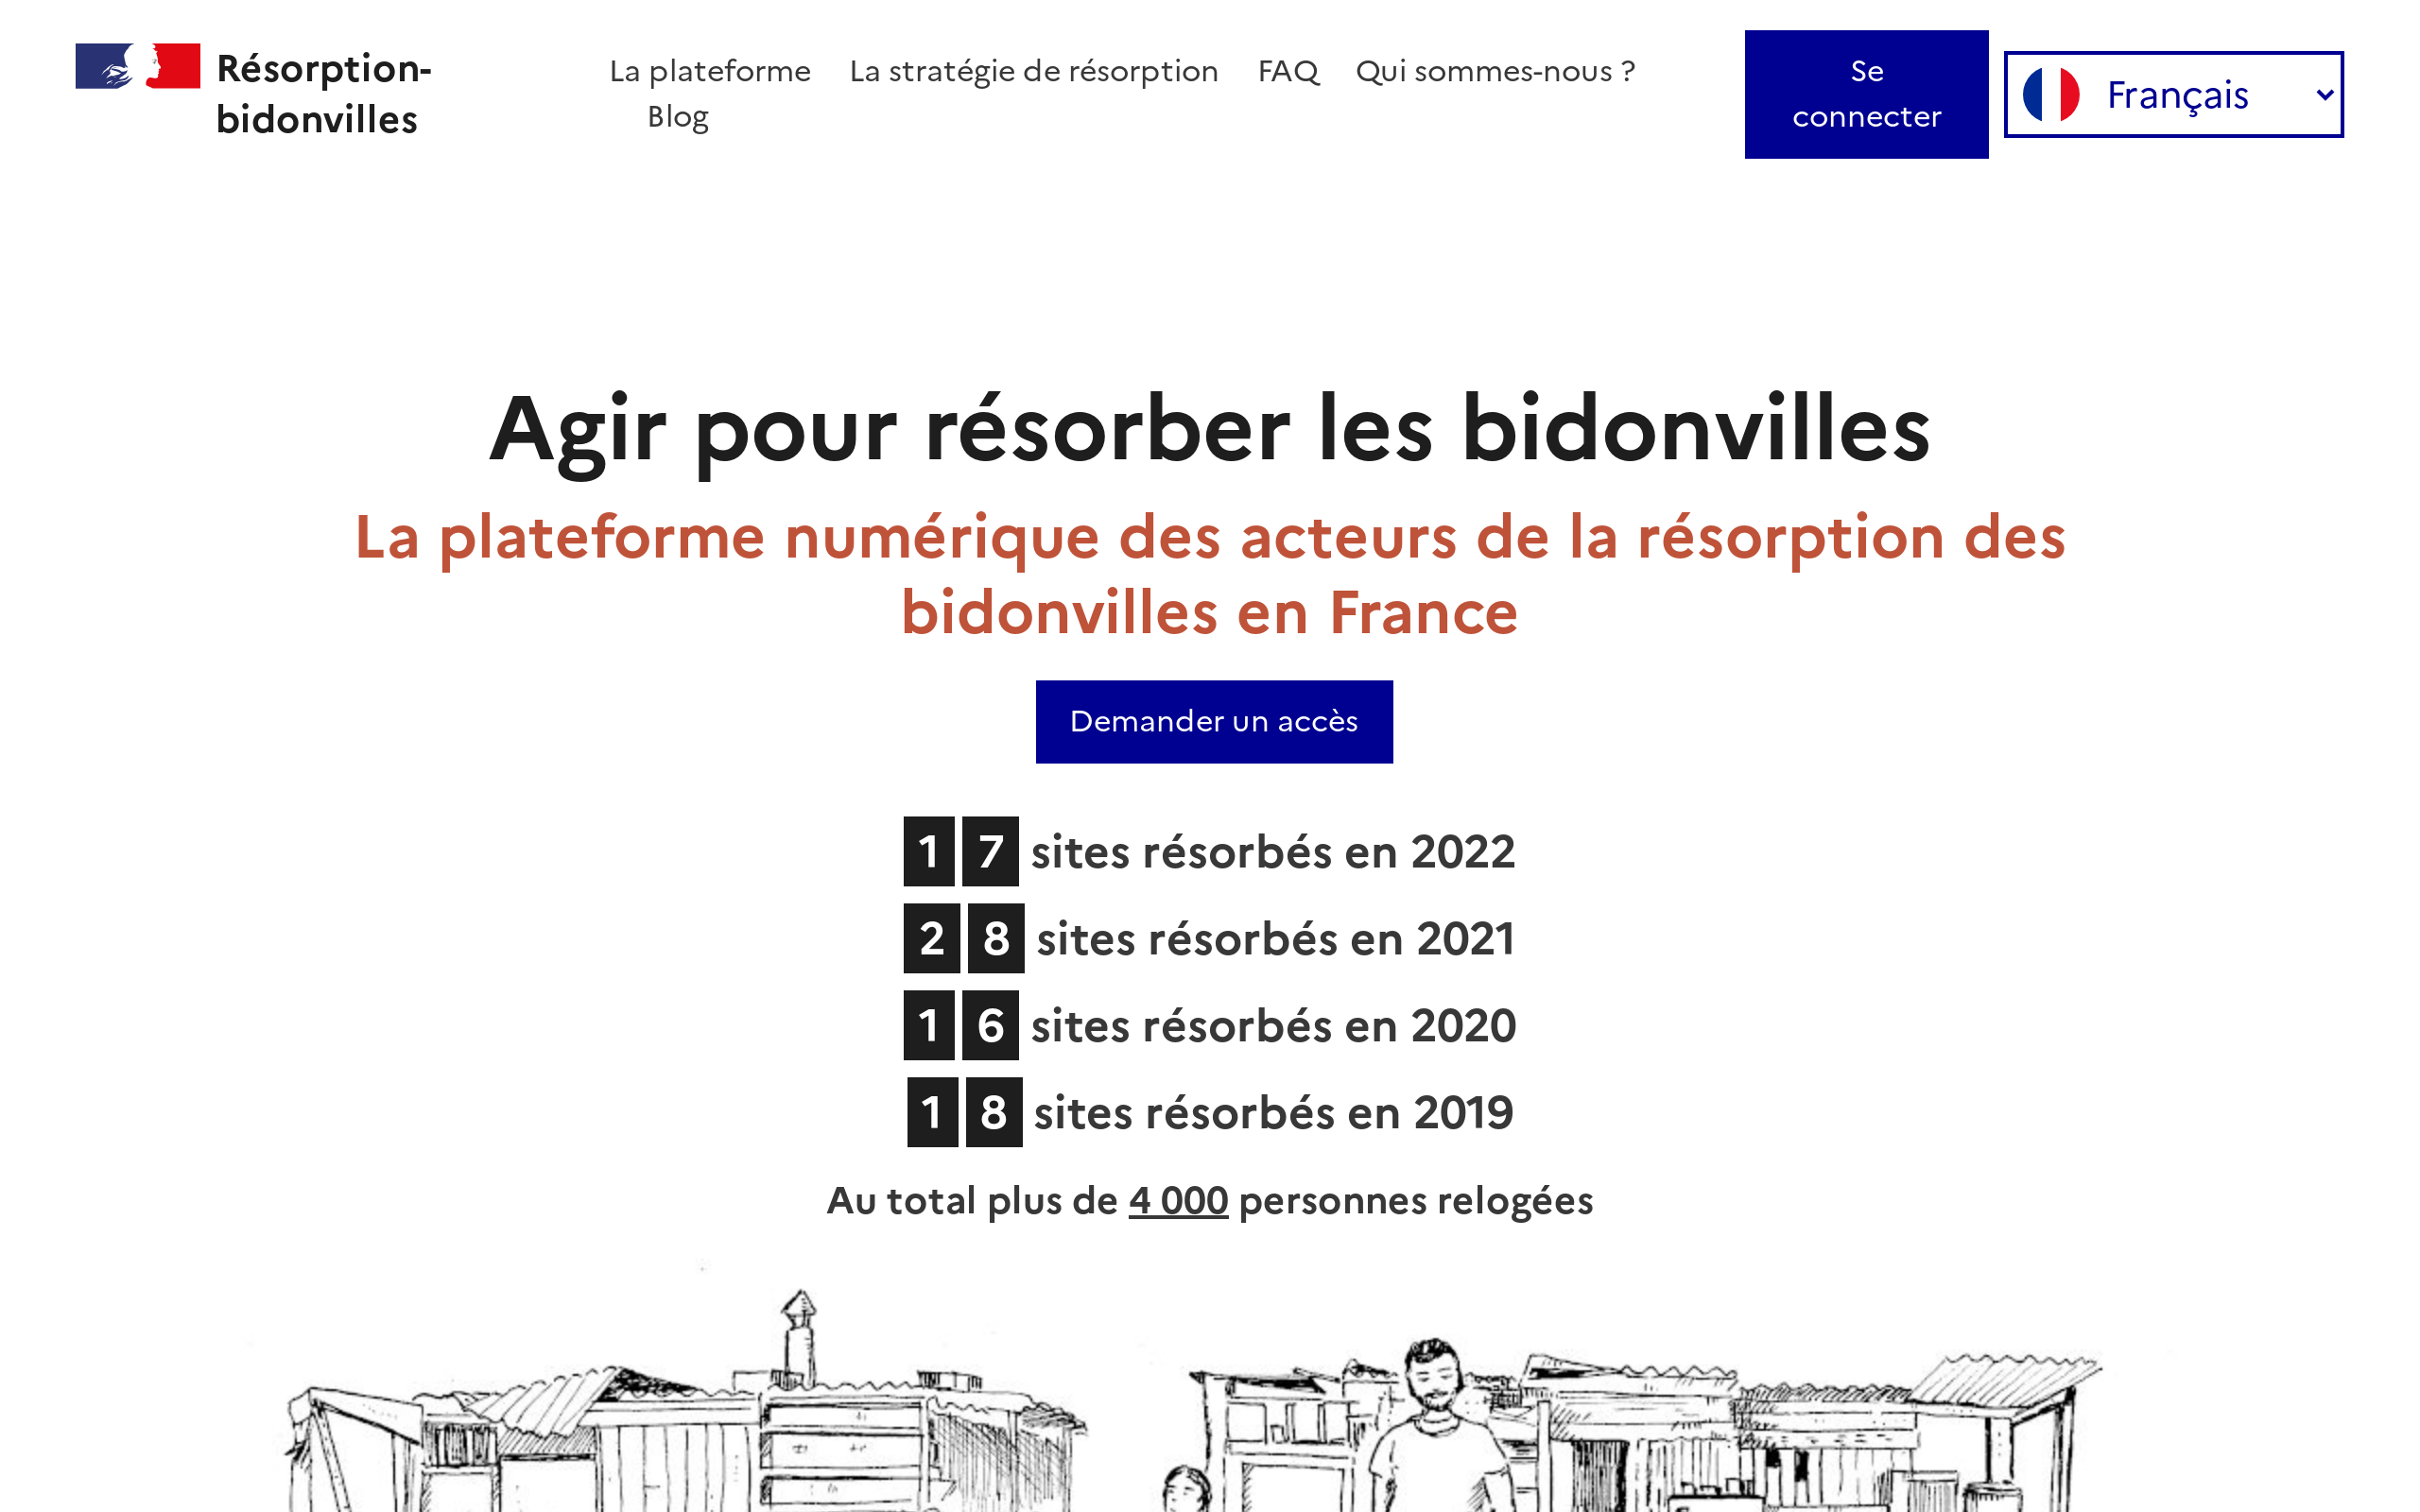 Résorption-
bidonvilles
La plateforme La stratégie de résorption FAQ Qui sommes-nous ?
Blog
Se
connecter
Français
Agir pour résorber les bidonvilles
La plateforme numérique des acteurs de la résorption des
bidonvilles en France
Demander un accès
17 sites résorbés en 2022
28 sites résorbés en 2021
16 sites résorbés en 2020
18 sites résorbés en 2019
Au total plus de 4 000 personnes relogées